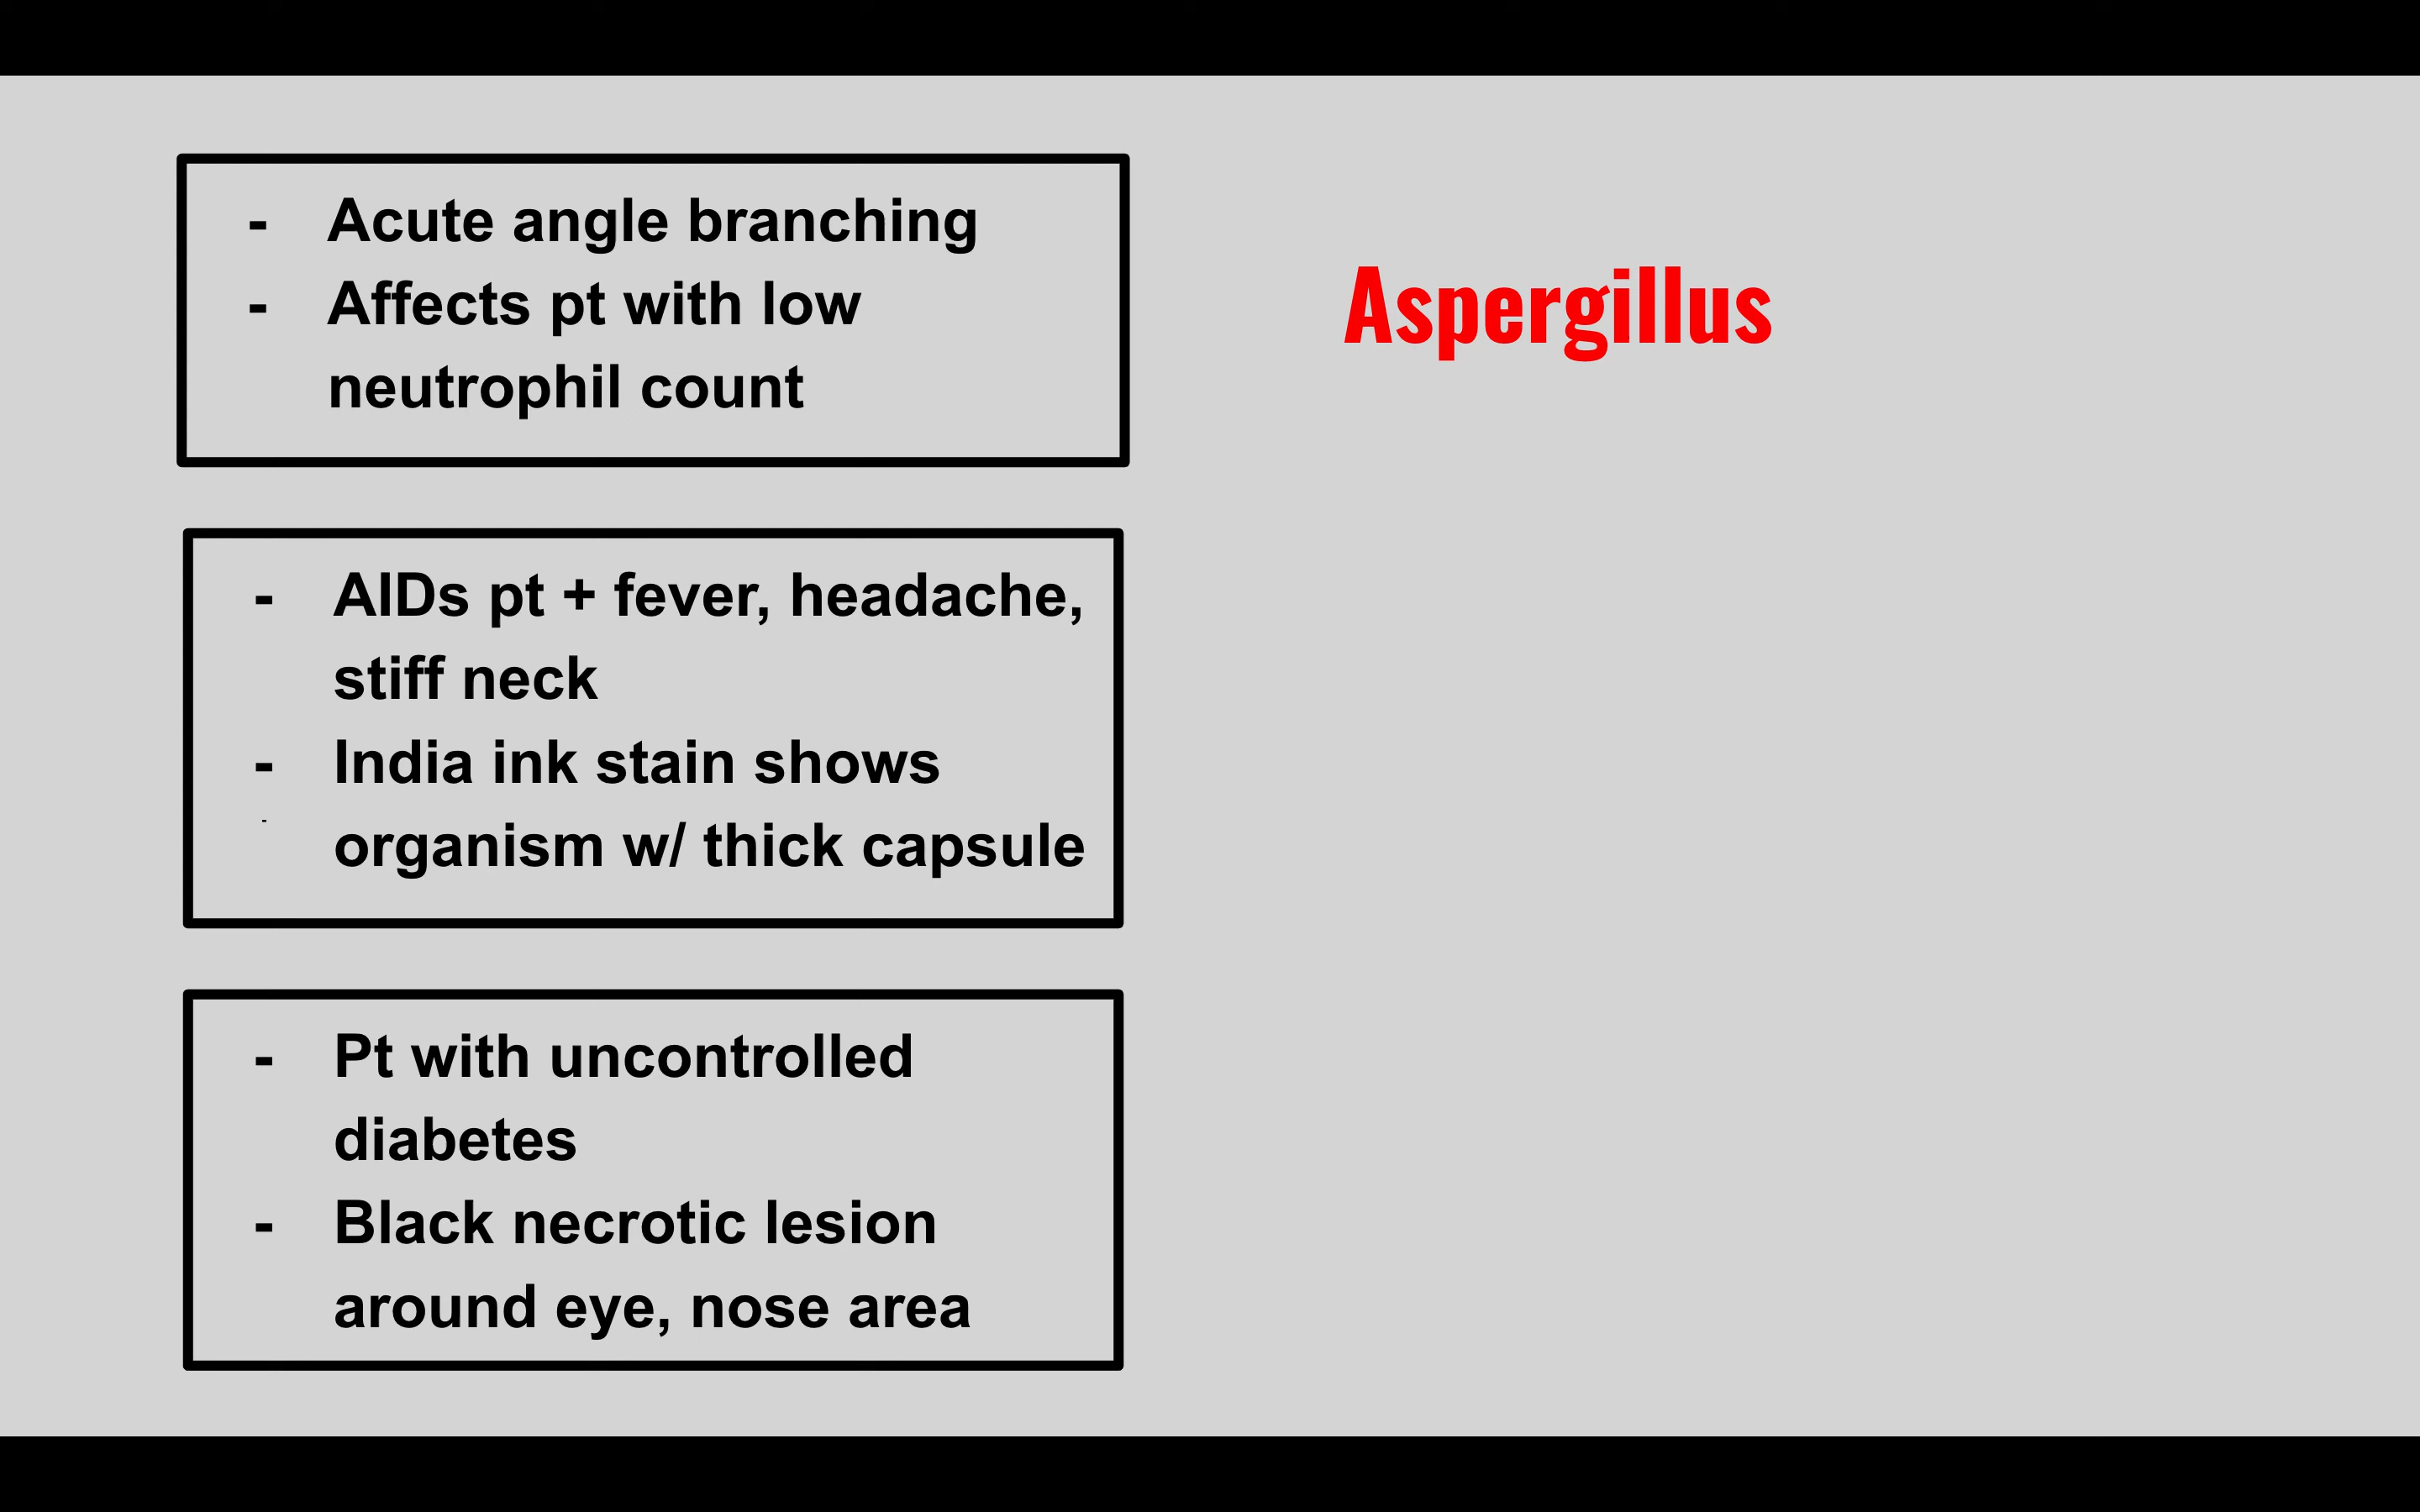 - Acute angle branching
- Affects pt with low
neutrophil count
Aspergillus
- AIDs pt + fever, headache,
stiff neck
- India ink stain shows
- organism w/ thick capsule
- Pt with uncontrolled
diabetes
- Black necrotic lesion
around eye, nose area